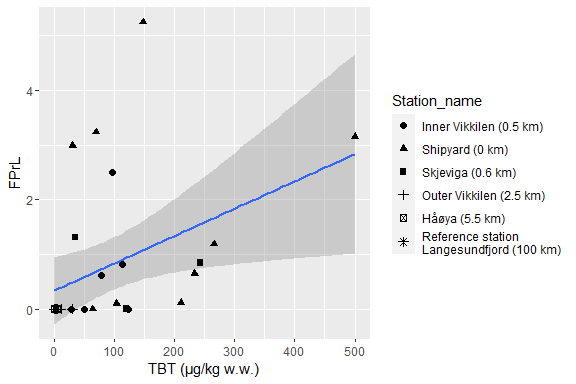 FPrL
4
2
0
0
100
200
300
400
500
TBT (µg/kg w.w.)
Station_name
Inner Vikkilen (0.5 km)
Shipyard (0 km)
Skjeviga (0.6 km)
Outer Vikkilen (2.5 km)
Håøya (5.5 km)
Reference station
Langesundfjord (100 km)